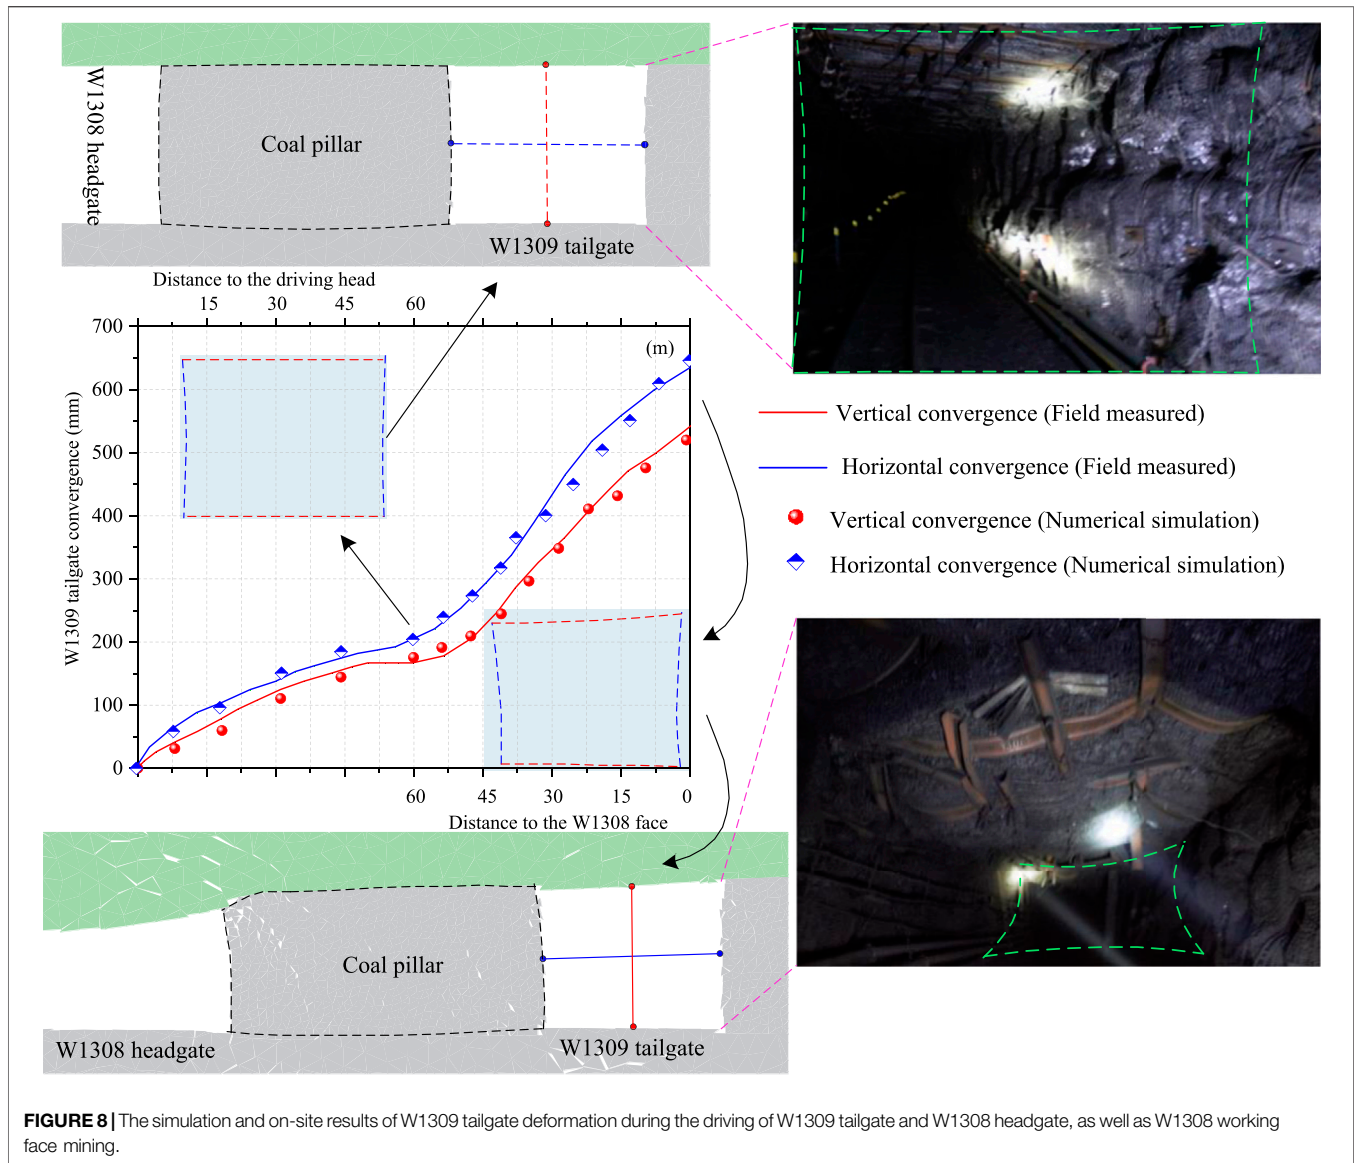 W1308 headgate
Coal pillar
W1309 tailgate
Distance to the driving head
15 30 45 60
(m)
700
600
500
400
300
200
100
0
W1309 tailgate convergence (mm)
60 45 30 15 0
Distance to the W1308 face
Vertical convergence (Field measured)
Horizontal convergence (Field measured)
Vertical convergence (Numerical simulation)
Horizontal convergence (Numerical simulation)
Coal pillar
W1308 headgate
W1309 tailgate
FIGURE 8 | The simulation and on-site results of W1309 tailgate deformation during the driving of W1309 tailgate and W1308 headgate, as well as W1308 working
face mining.